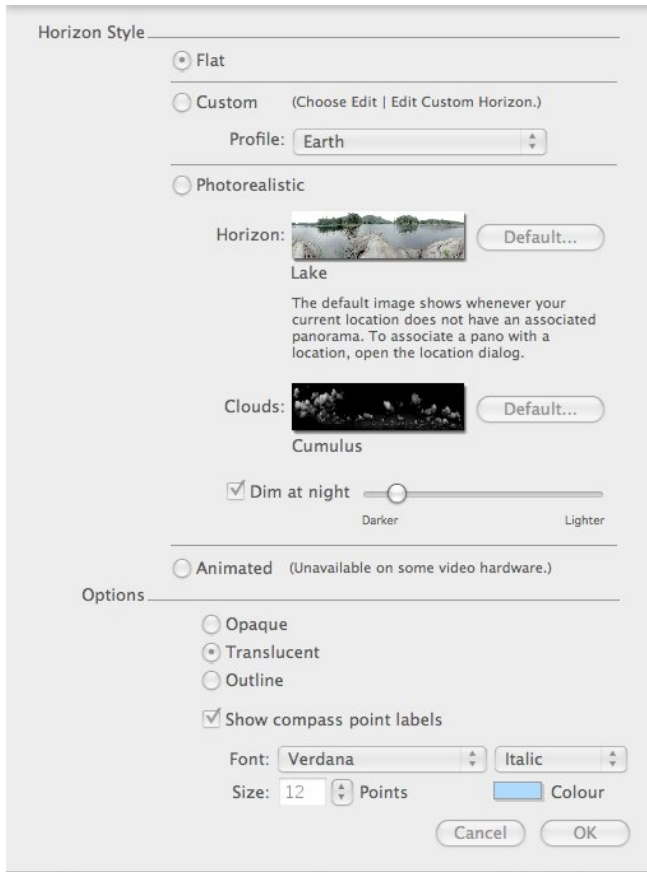 Horizon Style
Flat
Custom (Choose Edit | Edit Custom Horizon.)
Profile: Earth
Photorealistic
Horizon: Default...
Lake
The default image shows whenever your
current location does not have an associated
panorama. To associate a pano with a
location, open the location dialog.
Clouds: Default...
Cumulus
Dim at night
Darker Lighter
Animated (Unavailable on some video hardware.)
Options
Opaque
Translucent
Outline
Show compass point labels
Font: Verdana Italic
Size: 12 Points Colour
Cancel OK